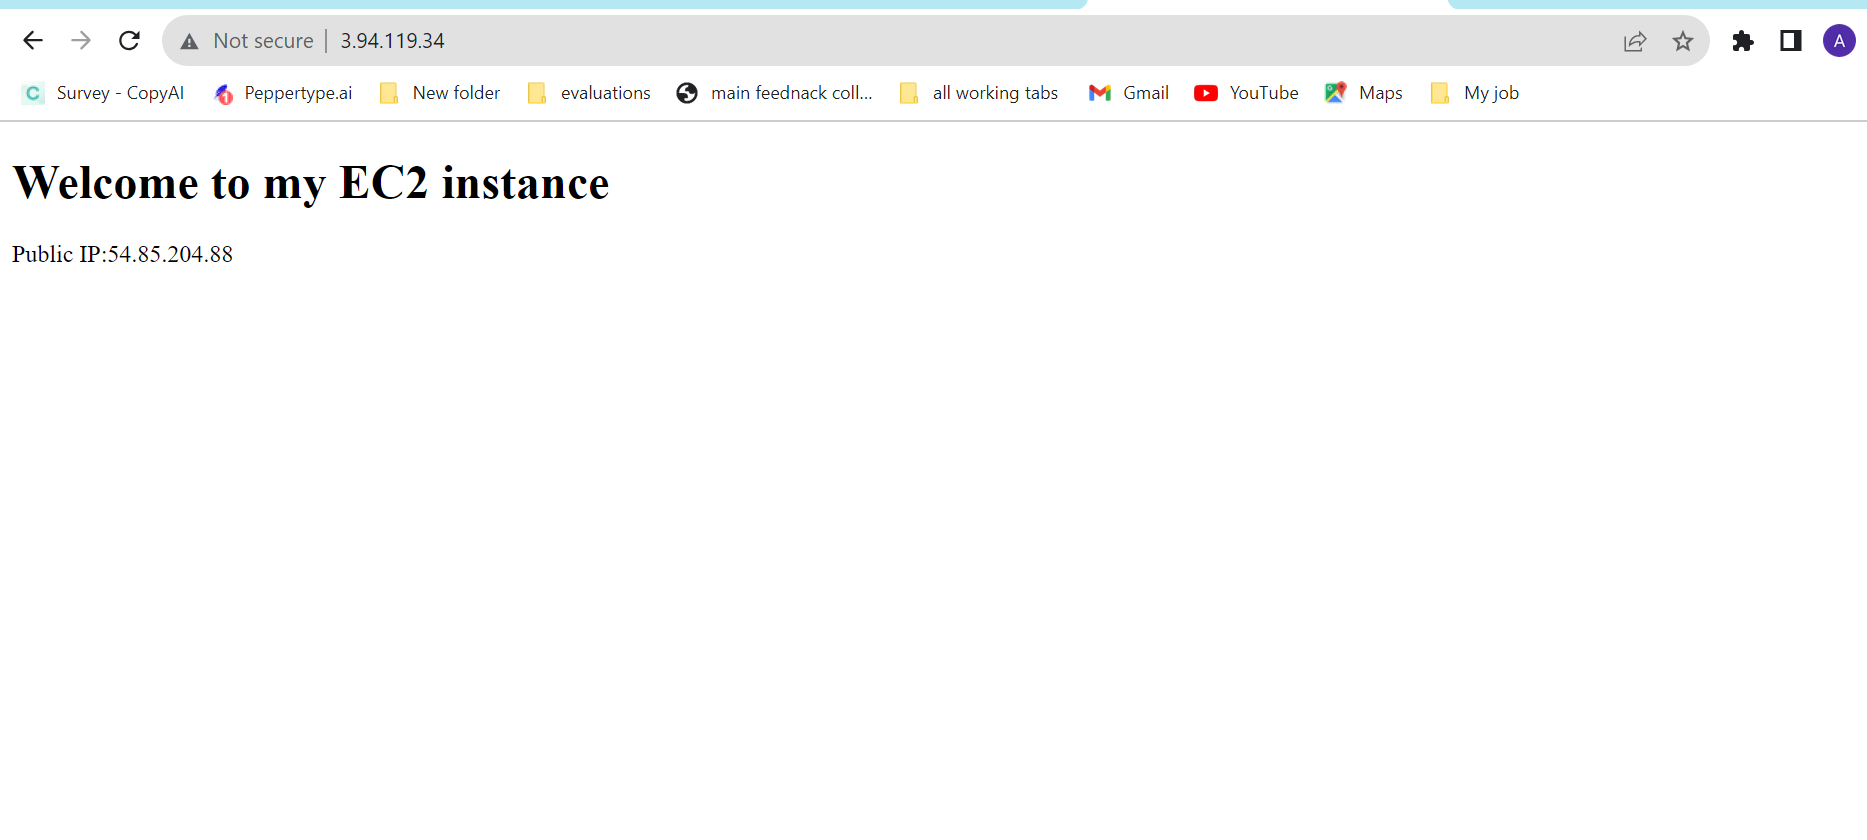 Not secure | 3.94.119.34 A
C Survey - CopyAI 1 Peppertype.ai New folder evaluations main feednack coll... all working tabs Gmail YouTube Maps My job
Welcome to my EC2 instance
Public IP:54.85.204.88